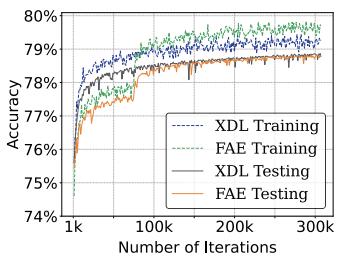 80%
79%
78%
77%
76%
75%
74%
Accuracy
XDL Training
FAE Training
XDL Testing
FAE Testing
1k 100k 200k 300k
Number of Iterations